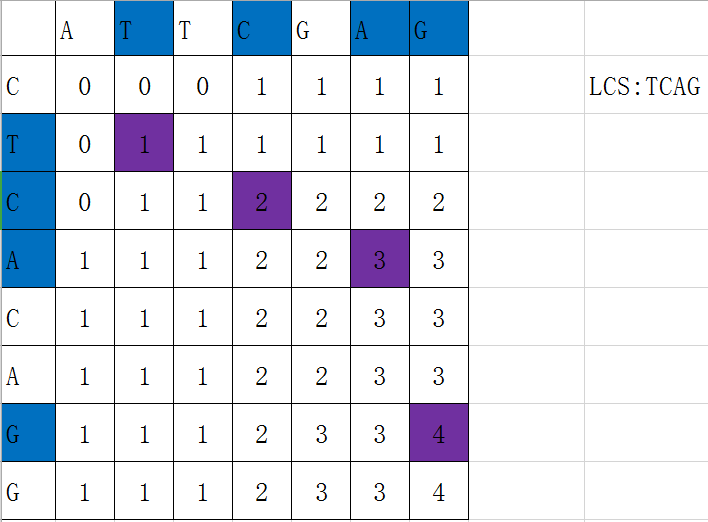 A T T C G A G
C 0 0 0 1 1 1 1 LCS:TCAG
T 0 1 1 1 1 1 1
C 0 1 1 2 2 2 2
A 1 1 1 2 2 3 3
C 1 1 1 2 2 3 3
A 1 1 1 2 2 3 3
G 1 1 1 2 3 3 4
G 1 1 1 2 3 3 4